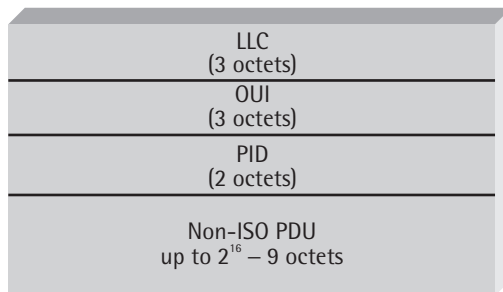 LLC
(3 octets)
OUI
(3 octets)
PID
(2 octets)
Non-ISO PDU
up to 2¹⁶ – 9 octets